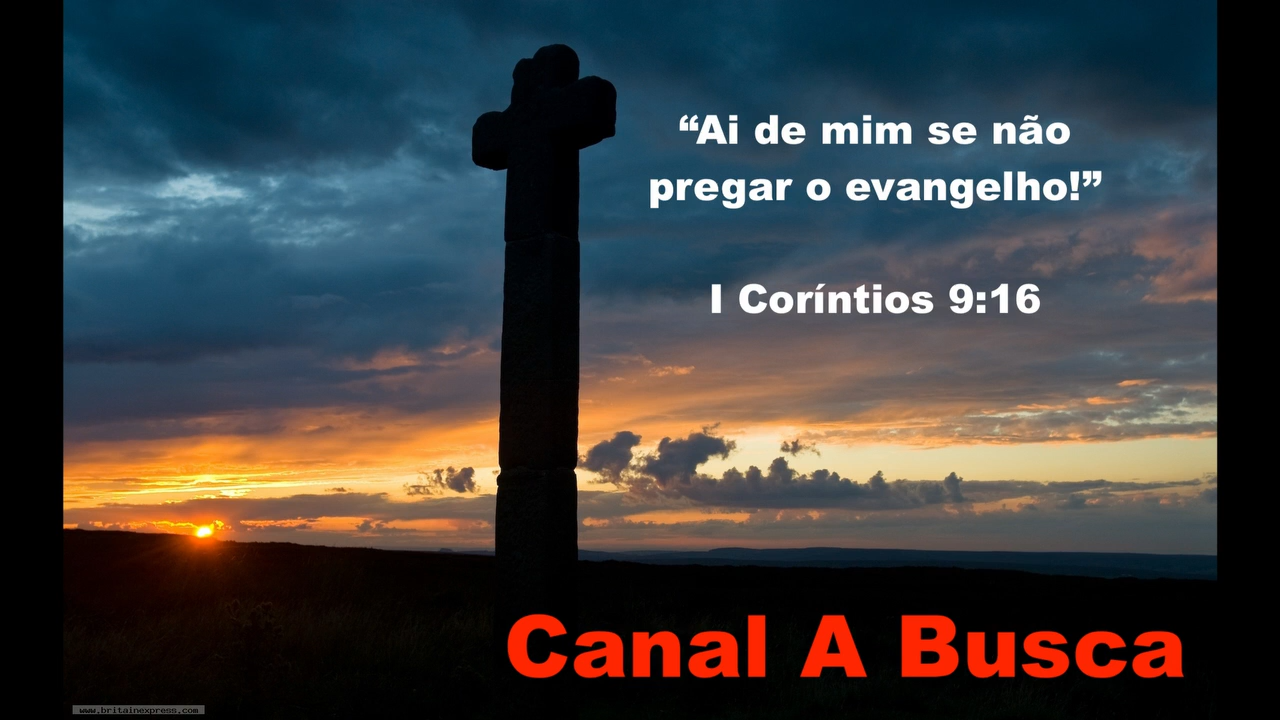 “Ai de mim se não
pregar o evangelho!”
I Coríntios 9:16
Canal A Busca
www.britainexpress.com